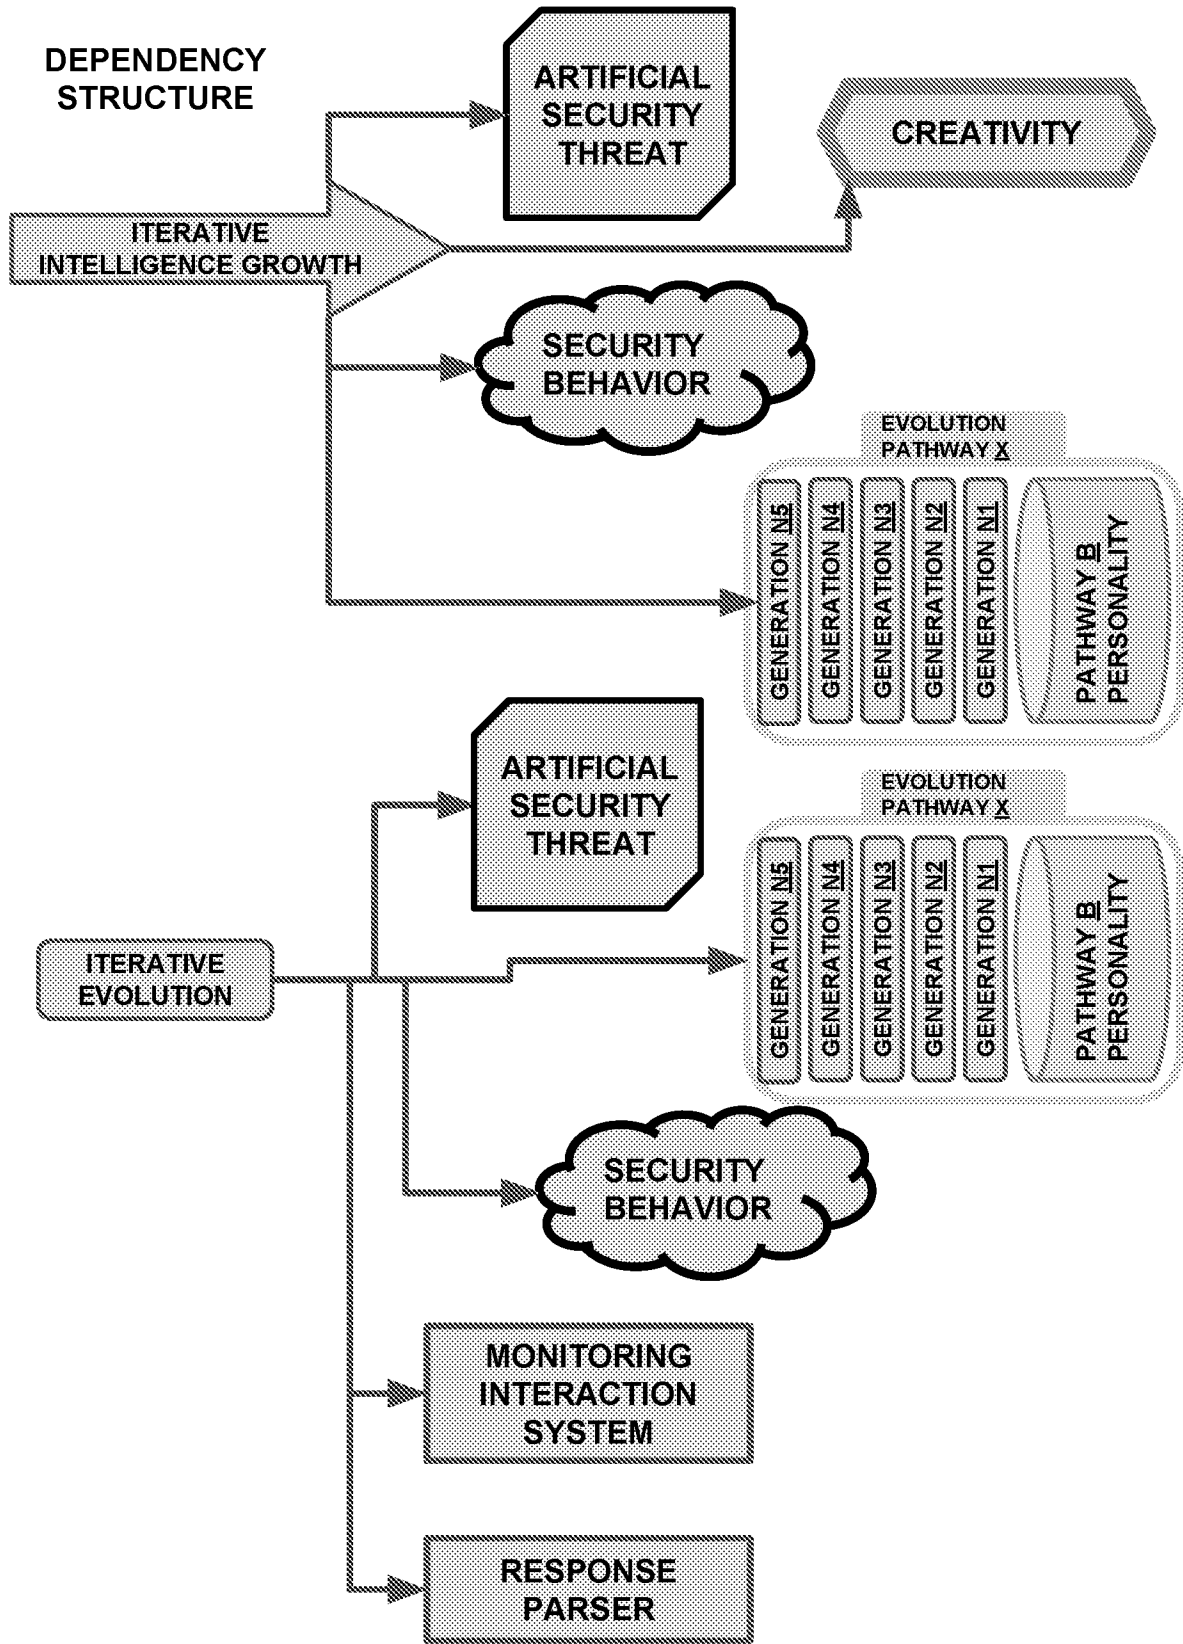 DEPENDENCY
STRUCTURE
ARTIFICIAL
SECURITY
THREAT
CREATIVITY
ITERATIVE
INTELLIGENCE GROWTH
SECURITY
BEHAVIOR
EVOLUTION
PATHWAY X
GENERATION N5
GENERATION N4
GENERATION N3
GENERATION N2
GENERATION N1
PATHWAY B
PERSONALITY
ARTIFICIAL
SECURITY
THREAT
EVOLUTION
PATHWAY X
GENERATION N5
GENERATION N4
GENERATION N3
GENERATION N2
GENERATION N1
PATHWAY B
PERSONALITY
ITERATIVE
EVOLUTION
SECURITY
BEHAVIOR
MONITORING
INTERACTION
SYSTEM
RESPONSE
PARSER